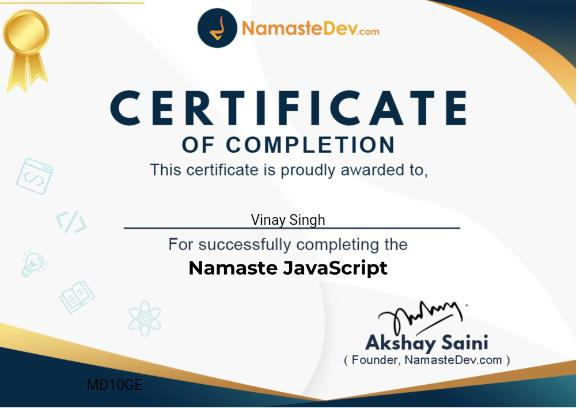 NamasteDev.com
CERTIFICATE
OF COMPLETION
This certificate is proudly awarded to,
Vinay Singh
For successfully completing the
Namaste JavaScript
Akshay Saini
( Founder, NamasteDev.com )
MD10GE